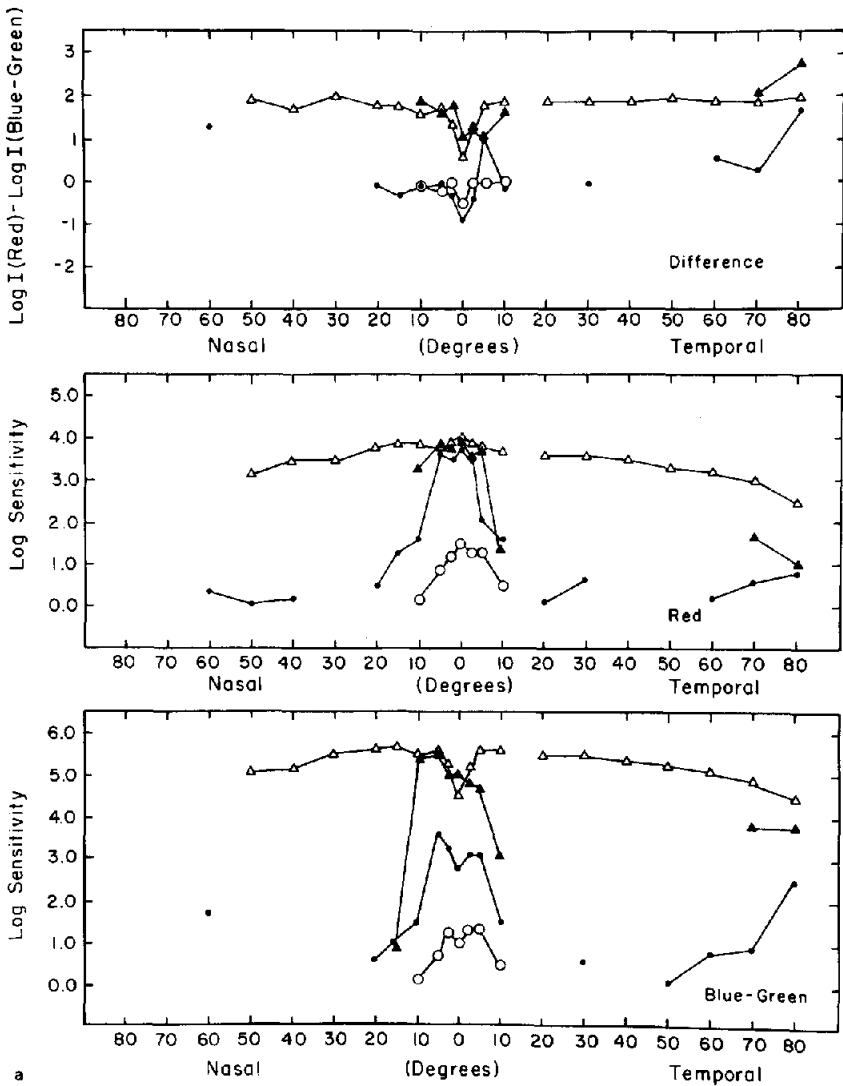 Log I (Red) - Log I (Blue-Green)
3
2
1
0
-1
-2
Difference
80 70 60 50 40 30 20 10 0 10 20 30 40 50 60 70 80
Nasal (Degrees) Temporal
Log Sensitivity
5.0
4.0
3.0
2.0
1.0
0.0
Red
80 70 60 50 40 30 20 10 0 10 20 30 40 50 60 70 80
Nasal (Degrees) Temporal
Log Sensitivity
6.0
5.0
4.0
3.0
2.0
1.0
0.0
Blue-Green
80 70 60 50 40 30 20 10 0 10 20 30 40 50 60 70 80
Nasal (Degrees) Temporal
a